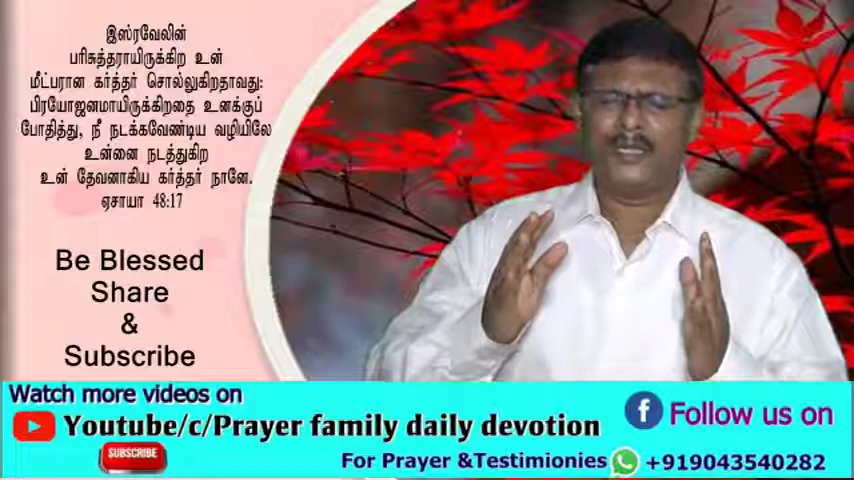 இஸ்ரவேலின்
பரிசுத்தராயிருக்கிற உன்
மீட்பரான கர்த்தர் சொல்லுகிறதாவது:
பிரயோஜனமாயிருக்கிறதை உனக்குப்
போதித்து, நீ நடக்கவேண்டிய வழியிலே
உன்னை நடத்துகிற
உன் தேவனாகிய கர்த்தர் நானே.
ஏசாயா 48:17
Be Blessed
Share
&
Subscribe
Watch more videos on
Youtube/c/Prayer family daily devotion
Follow us on
SUBSCRIBE
For Prayer &Testimionies +919043540282